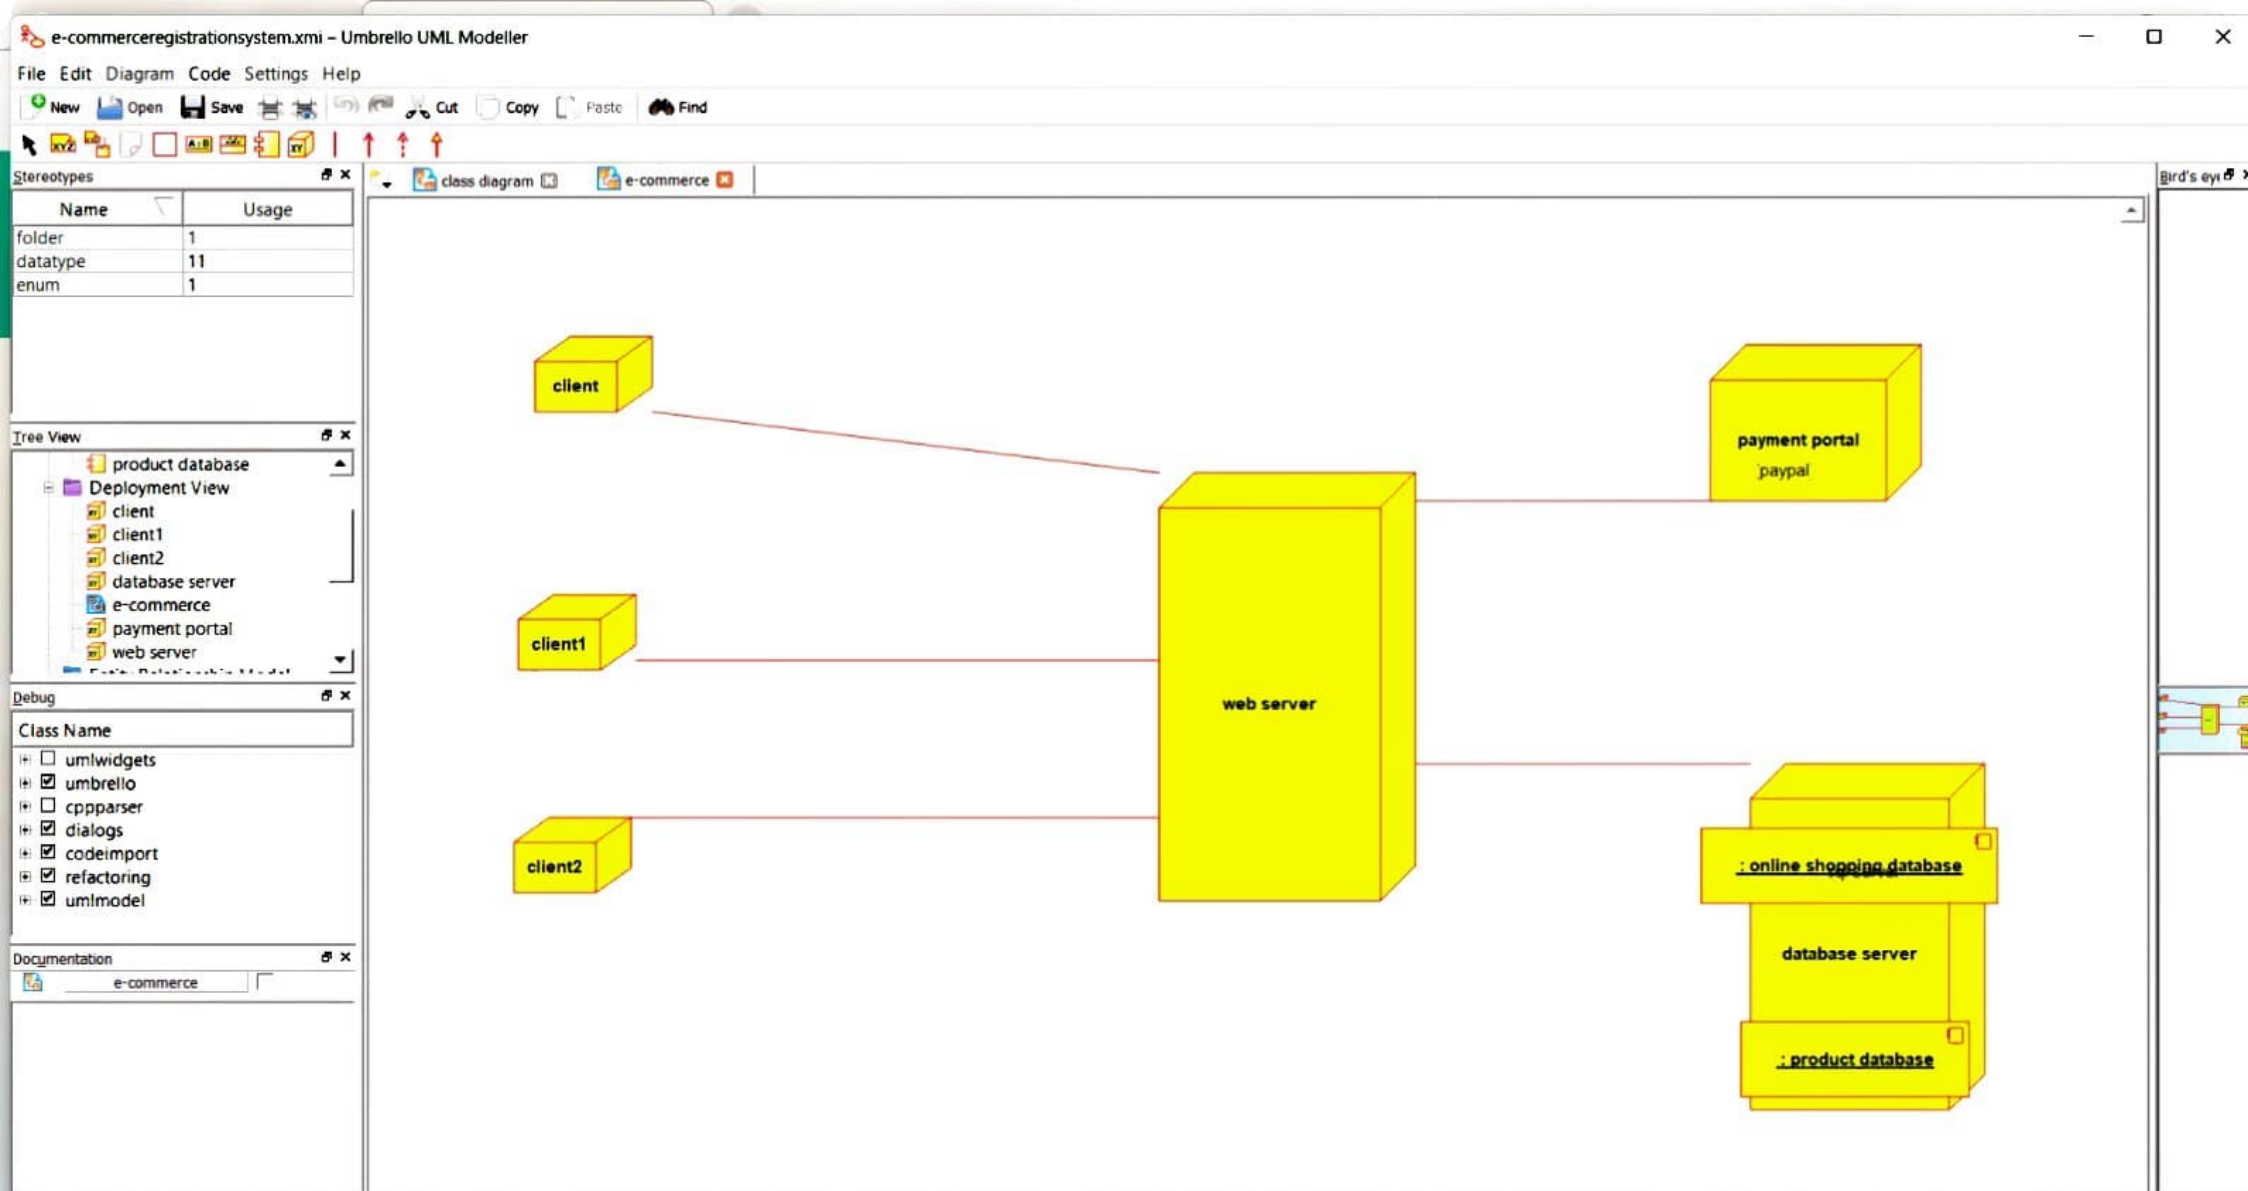 e-commerceregistrationsystem.xmi – Umbrello UML Modeller
File Edit Diagram Code Settings Help
New Open Save Cut Copy Paste Find
Stereotypes
Name Usage
folder 1
datatype 11
enum 1
Tree View
product database
Deployment View
client
client1
client2
database server
e-commerce
payment portal
web server
Debug
Class Name
umlwidgets
umbrello
cppparser
dialogs
codeimport
refactoring
umlmodel
Documentation
e-commerce
class diagram
e-commerce
Bird's eye
client
payment portal
paypal
client1
web server
client2
: online shopping database
database server
: product database